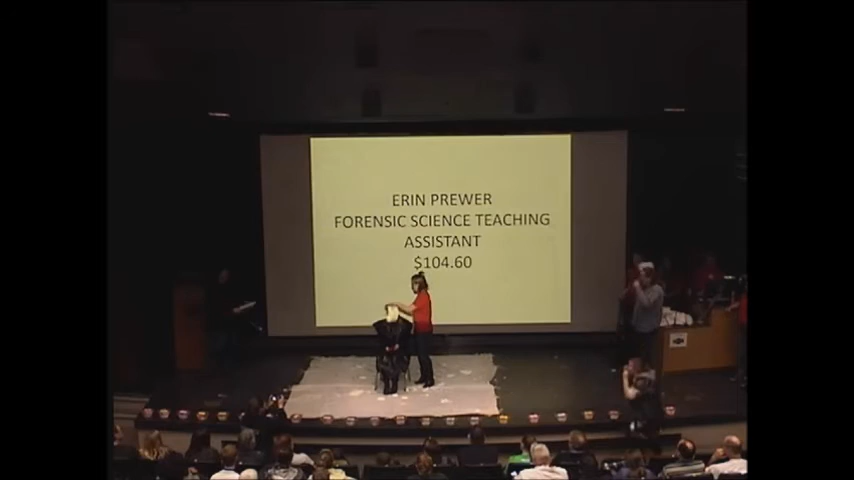 ERIN PREWER
FORENSIC SCIENCE TEACHING
ASSISTANT
$104.60